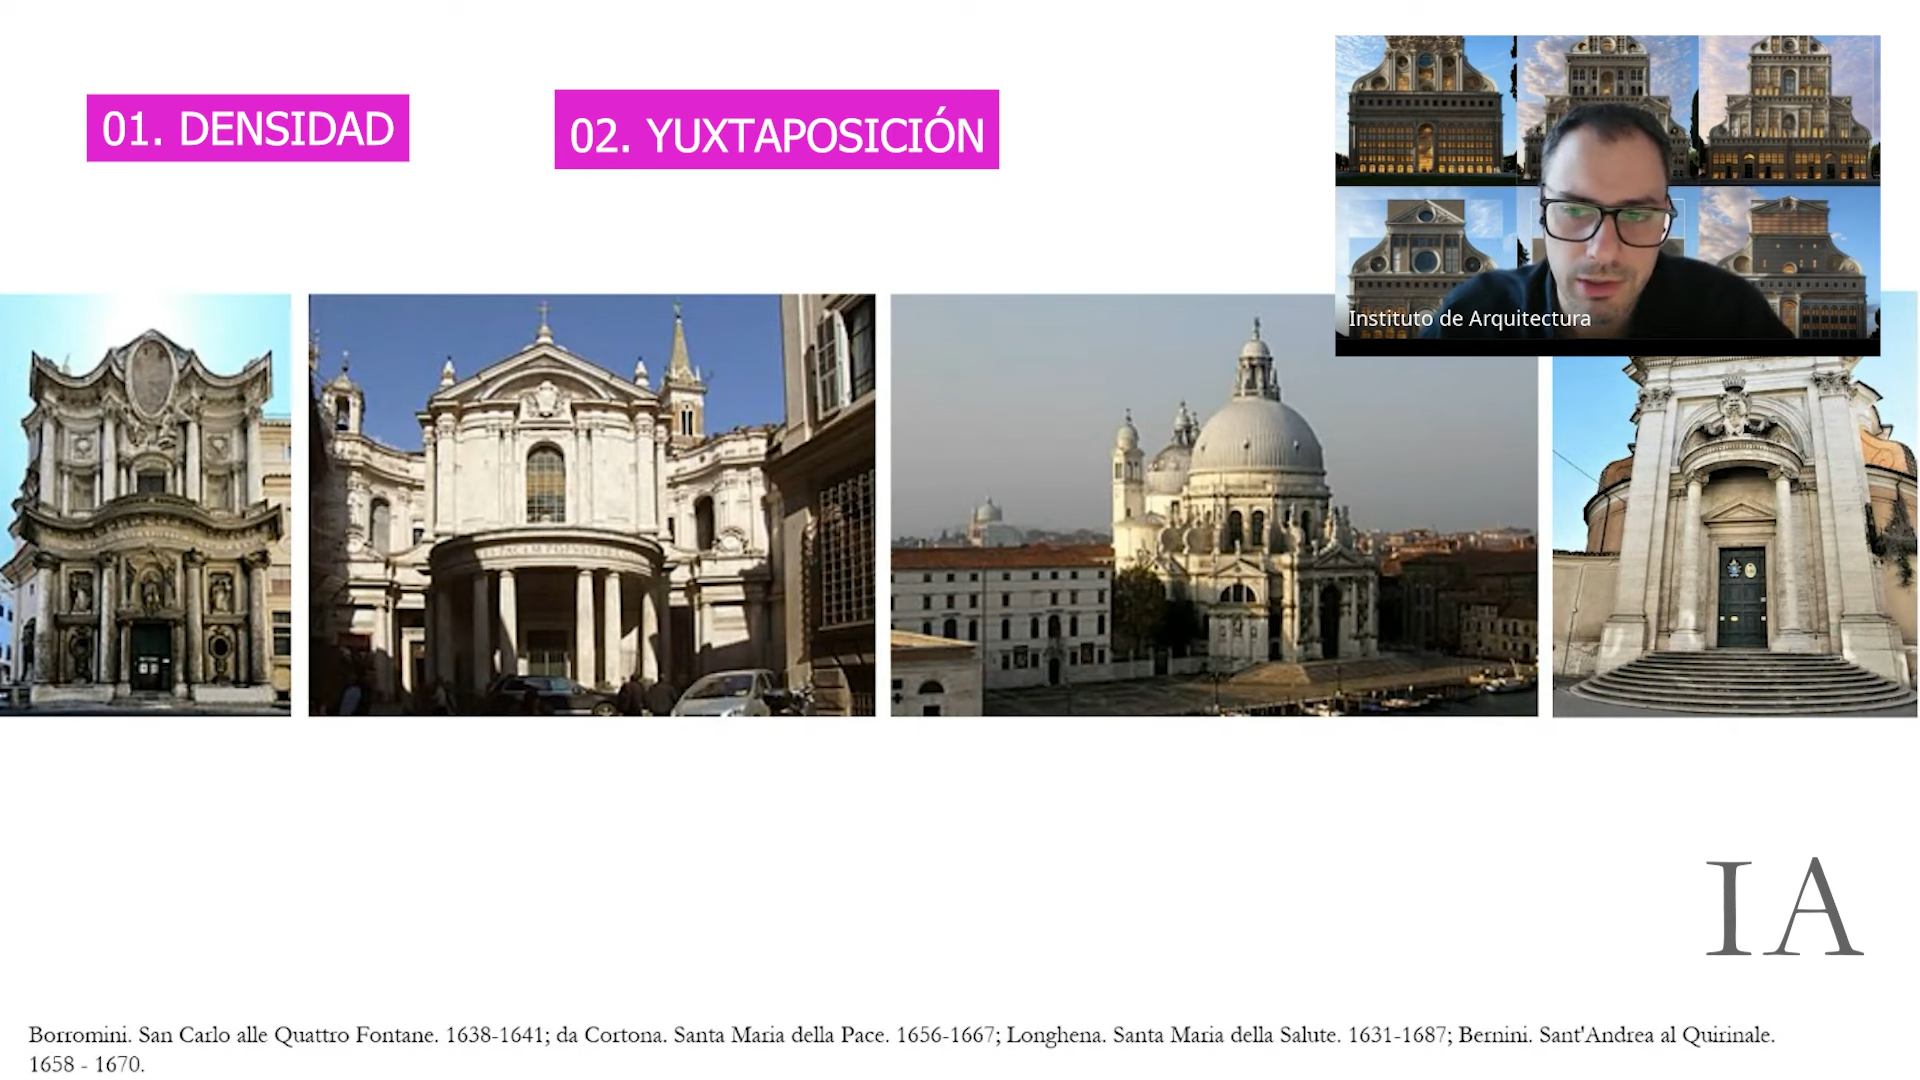 01. DENSIDAD
02. YUXTAPOSICIÓN
Instituto de Arquitectura
IA
Borromini. San Carlo alle Quattro Fontane. 1638-1641; da Cortona. Santa Maria della Pace. 1656-1667; Longhena. Santa Maria della Salute. 1631-1687; Bernini. Sant'Andrea al Quirinale.
1658 - 1670.